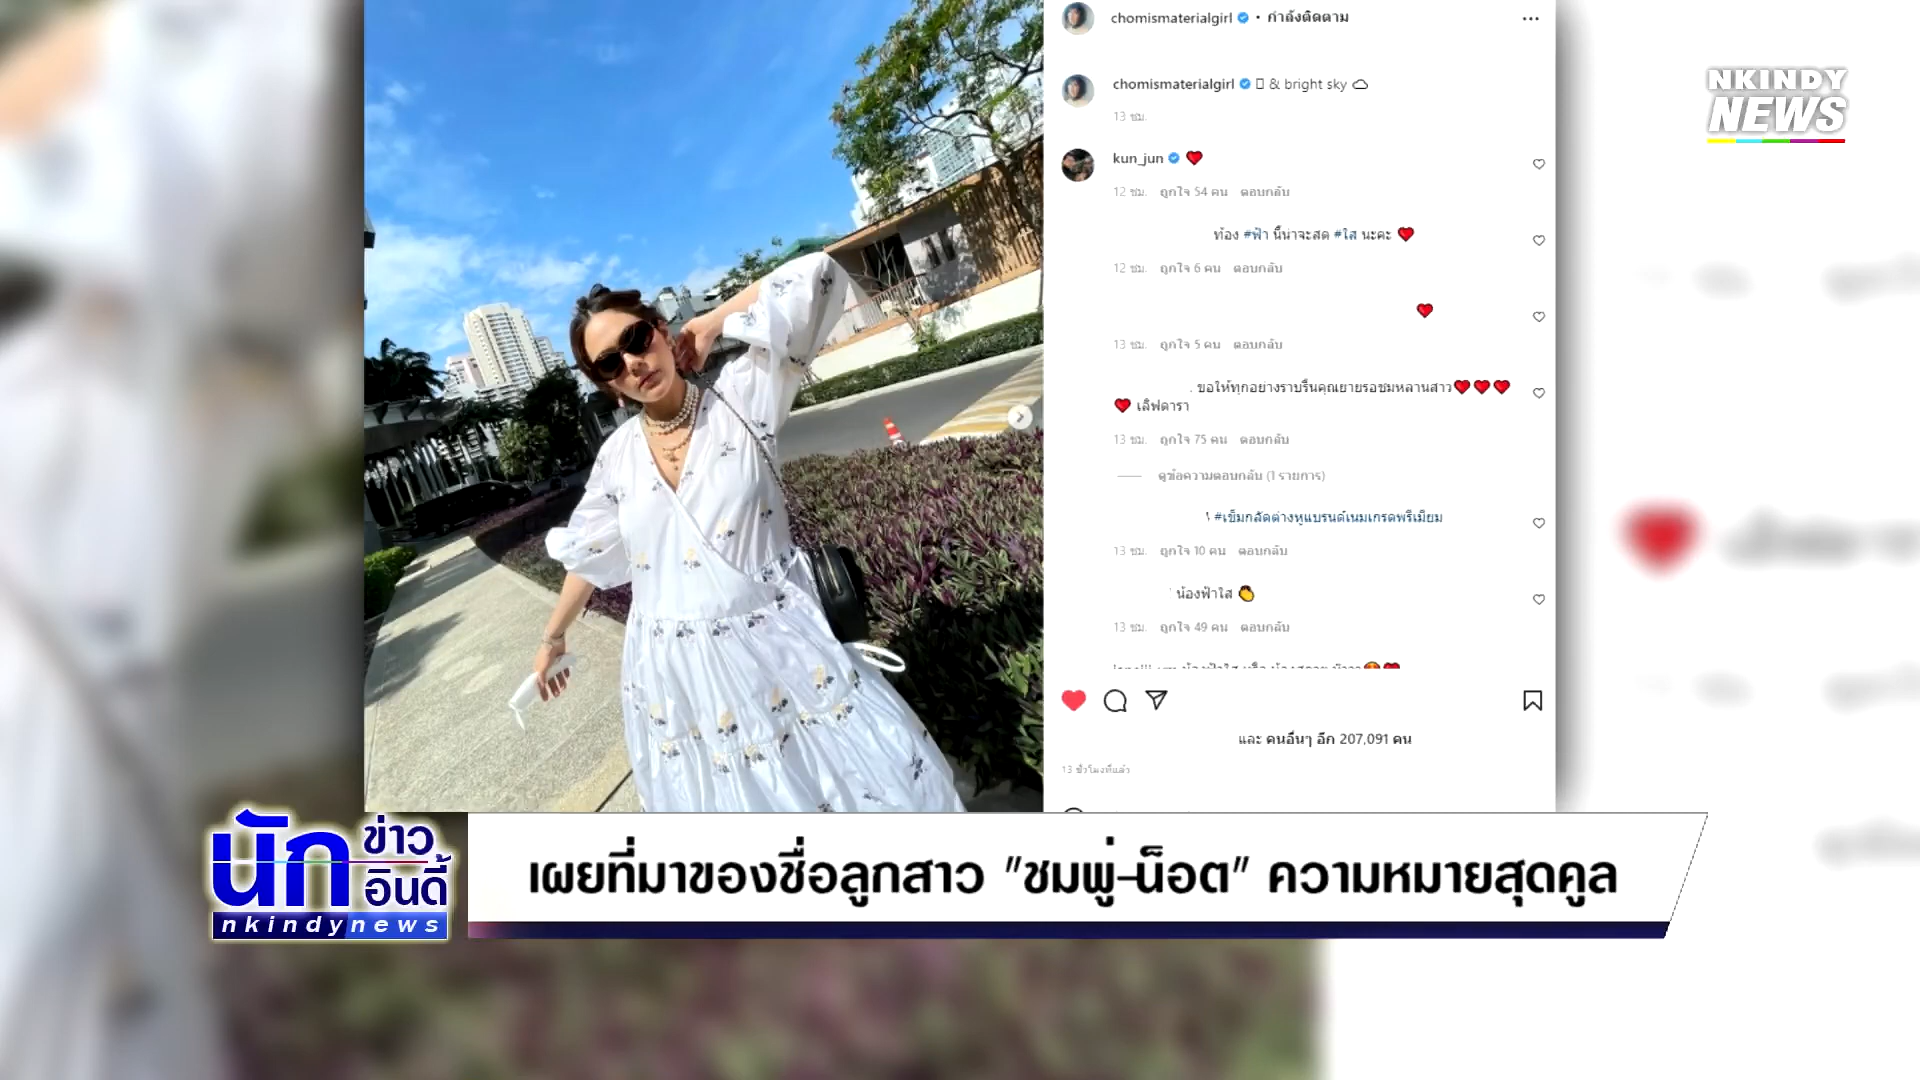 chomismaterialgirl • กำลังติดตาม
chomismaterialgirl & bright sky
13 ชม.
kun_jun
12 ชม. ถูกใจ 54 คน ตอบกลับ
ท้อง #ฟ้า นี้น่าจะสด #ใส นะคะ
12 ชม. ถูกใจ 6 คน ตอบกลับ
13 ชม. ถูกใจ 5 คน ตอบกลับ
ขอให้ทุกอย่างราบรื่นคุณยายรอชมหลานสาว
เลิฟดารา
13 ชม. ถูกใจ 75 คน ตอบกลับ
ดูข้อความตอบกลับ (1 รายการ)
#เข็มกลัดต่างหูแบรนด์เนมเกรดพรีเมียม
13 ชม. ถูกใจ 10 คน ตอบกลับ
น้องฟ้าใส
13 ชม. ถูกใจ 49 คน ตอบกลับ
และ คนอื่นๆ อีก 207,091 คน
13 ชั่วโมงที่แล้ว
NKINDY
NEWS
นักข่าวอินดี้
nkindynews
เผยที่มาของชื่อลูกสาว "ชมพู่-น็อต" ความหมายสุดคูล